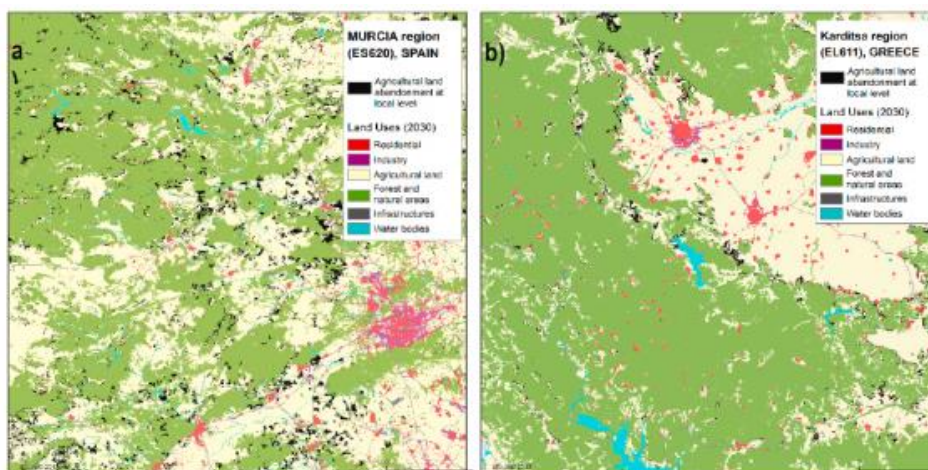 a
)
MURCIA region
(ES620), SPAIN
Agricultural land
abandonment at
local level
Land Uses (2030)
Residential
Industry
Agricultural land
Forest and
natural areas
Infrastructures
Water bodies
b)
Karditsa region
(EL611), GREECE
Agricultural land
abandonment at
local level
Land Uses (2030)
Residential
Industry
Agricultural land
Forest and
natural areas
Infrastructures
Water bodies